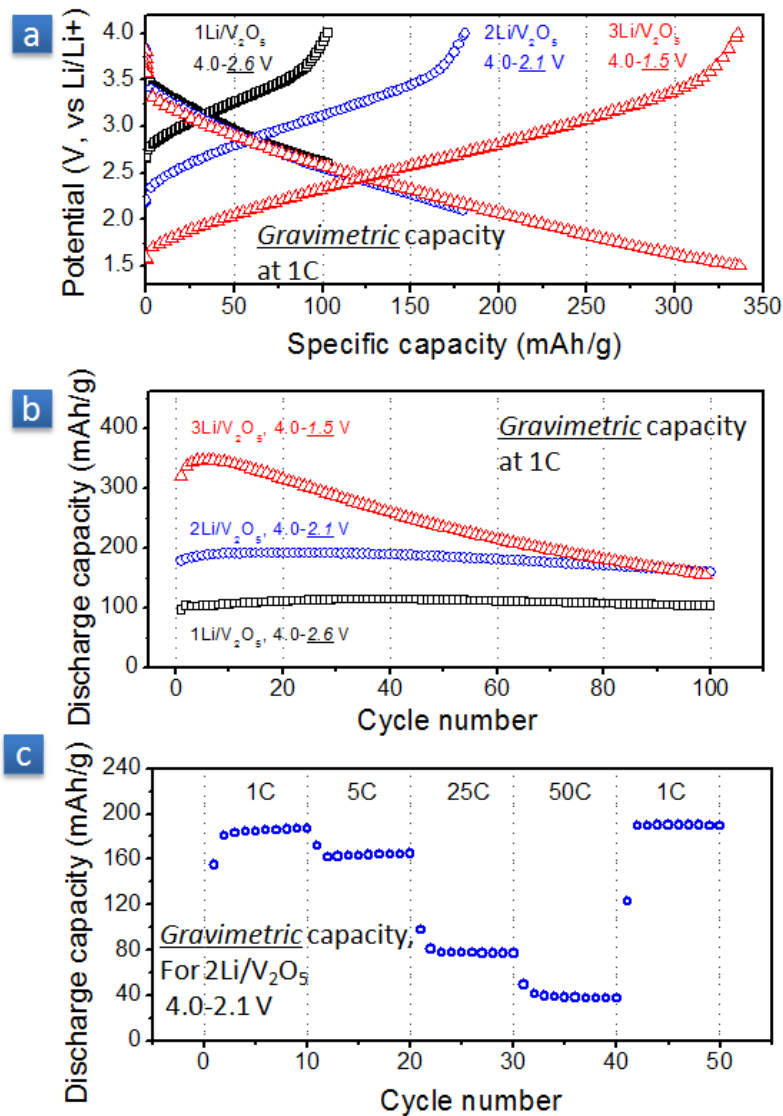 a
1Li/V₂O₅
4.0-2.6 V
2Li/V₂O₅
4.0-2.1 V
3Li/V₂O₅
4.0-1.5 V
4.0
3.5
3.0
2.5
2.0
1.5
Potential (V, vs Li/Li+)
Gravimetric capacity
at 1C
0
50
100
150
200
250
300
350
Specific capacity (mAh/g)
b
400
300
200
100
0
Discharge capacity (mAh/g)
3Li/V₂O₅, 4.0-1.5 V
Gravimetric capacity
at 1C
2Li/V₂O₅, 4.0-2.1 V
1Li/V₂O₅, 4.0-2.6 V
0
20
40
60
80
100
Cycle number
c
240
200
160
120
80
40
0
Discharge capacity (mAh/g)
1C
5C
25C
50C
1C
Gravimetric capacity,
For 2Li/V₂O₅
4.0-2.1 V
0
10
20
30
40
50
Cycle number